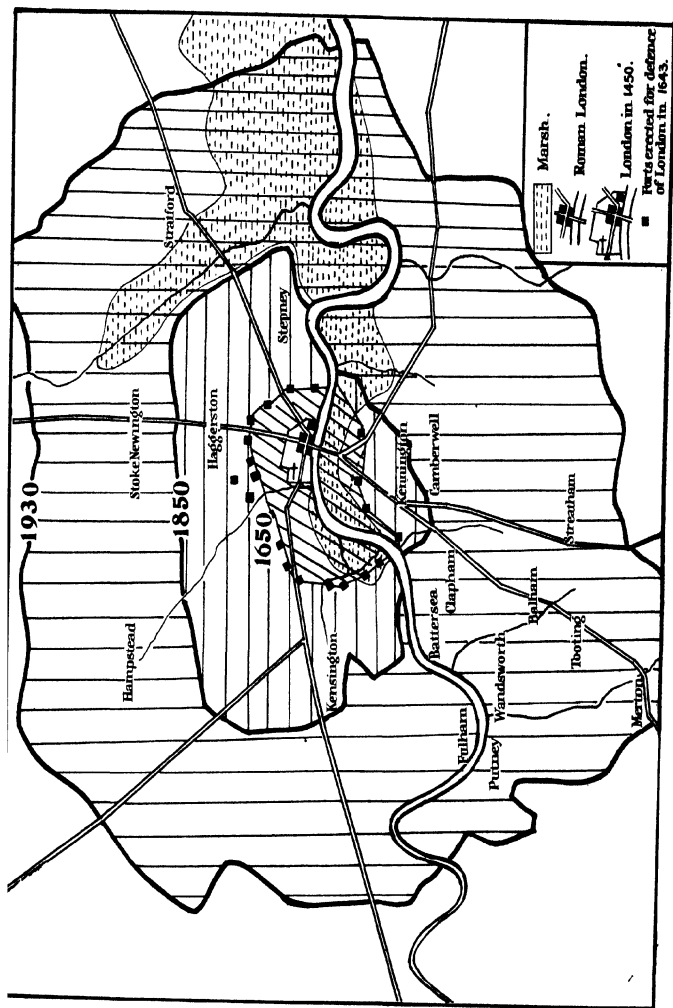 1930
1850
1650
Hampstead
Stoke Newington
Haggerston
Stratford
Stepney
Kensington
Kennington
Camberwell
Battersea
Clapham
Fulham
Putney
Wandsworth
Balham
Tooting
Streatham
Merton
Marsh.
Roman London.
London in 1450.
Forts erected for defence
of London in 1643.